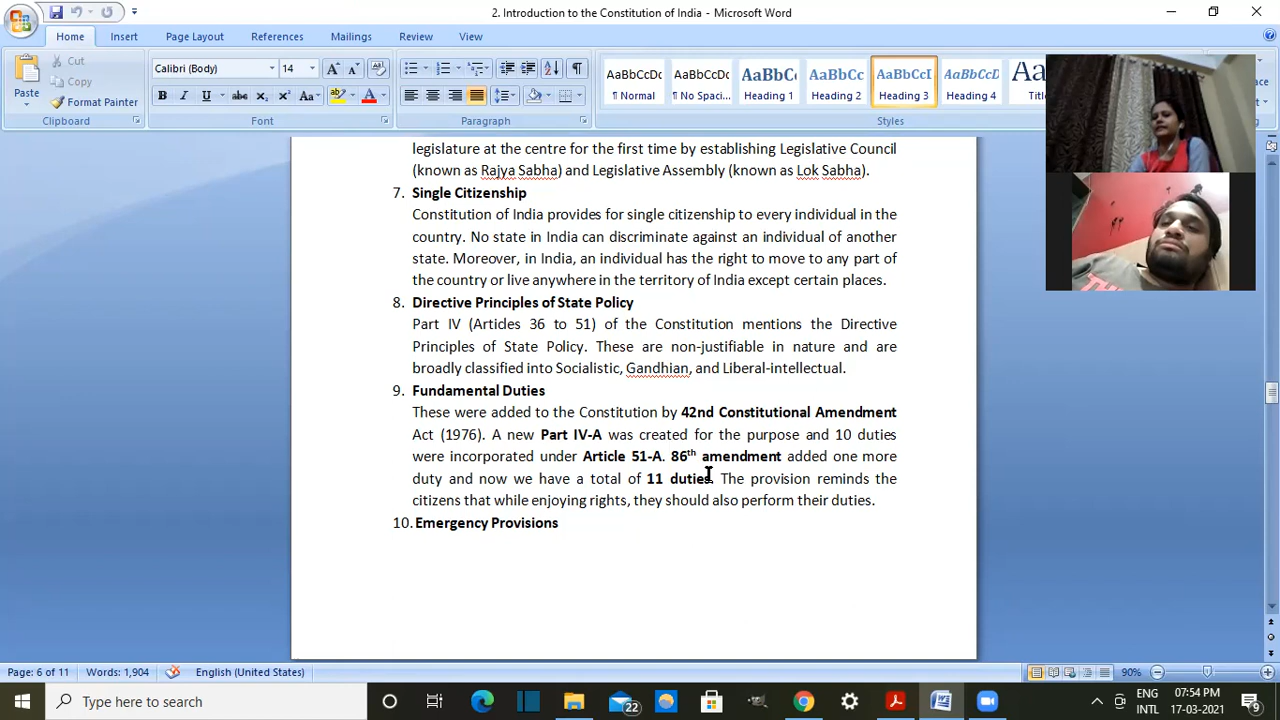 2. Introduction to the Constitution of India - Microsoft Word
Home Insert Page Layout References Mailings Review View
Paste
Cut
Copy
Format Painter
Clipboard
Calibri (Body) 14
Font
Paragraph
AaBbCcDc AaBbCcDc AaBbC AaBbCc AaBbCcI AaBbCcD Aa
¶ Normal ¶ No Spaci... Heading 1 Heading 2 Heading 3 Heading 4 Titl
Styles
legislature at the centre for the first time by establishing Legislative Council
(known as Rajya Sabha) and Legislative Assembly (known as Lok Sabha).
7. Single Citizenship
Constitution of India provides for single citizenship to every individual in the
country. No state in India can discriminate against an individual of another
state. Moreover, in India, an individual has the right to move to any part of
the country or live anywhere in the territory of India except certain places.
8. Directive Principles of State Policy
Part IV (Articles 36 to 51) of the Constitution mentions the Directive
Principles of State Policy. These are non-justifiable in nature and are
broadly classified into Socialistic, Gandhian, and Liberal-intellectual.
9. Fundamental Duties
These were added to the Constitution by 42nd Constitutional Amendment
Act (1976). A new Part IV-A was created for the purpose and 10 duties
were incorporated under Article 51-A. 86th amendment added one more
duty and now we have a total of 11 duties. The provision reminds the
citizens that while enjoying rights, they should also perform their duties.
10. Emergency Provisions
Page: 6 of 11 Words: 1,904 English (United States) 90%
Type here to search
22
ENG
INTL
07:54 PM
17-03-2021
9